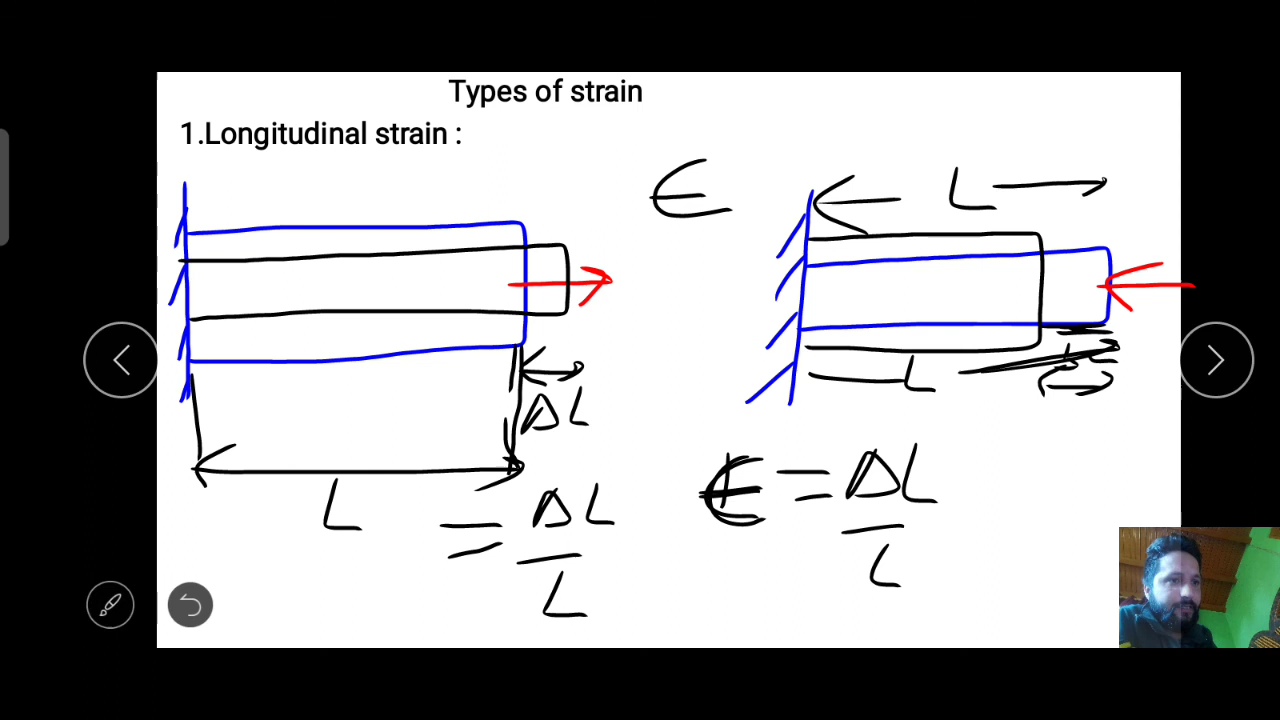 Types of strain
1.Longitudinal strain :
∈
L
ΔL
L
L
= ΔL
L
∈ = ΔL
L